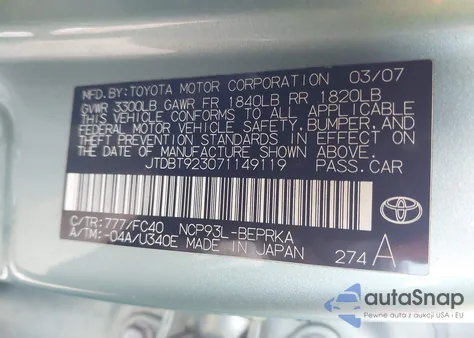 MFD.BY:TOYOTA MOTOR CORPORATION 03/07
GVWR 3300LB GAWR FR 1840LB RR 1820LB
THIS VEHICLE CONFORMS TO ALL APPLICABLE
FEDERAL MOTOR VEHICLE SAFETY,BUMPER,AND
THEFT PREVENTION STANDARDS IN EFFECT ON
THE DATE OF MANUFACTURE SHOWN ABOVE.
JTDBT923071149119 PASS.CAR
C/TR:777/FC40 NCP93L-BEPRKA
A/TM:-04A/U340E MADE IN JAPAN
274 A
TOYOTA
autoSnap
Pewne auta z aukcji USA i EU